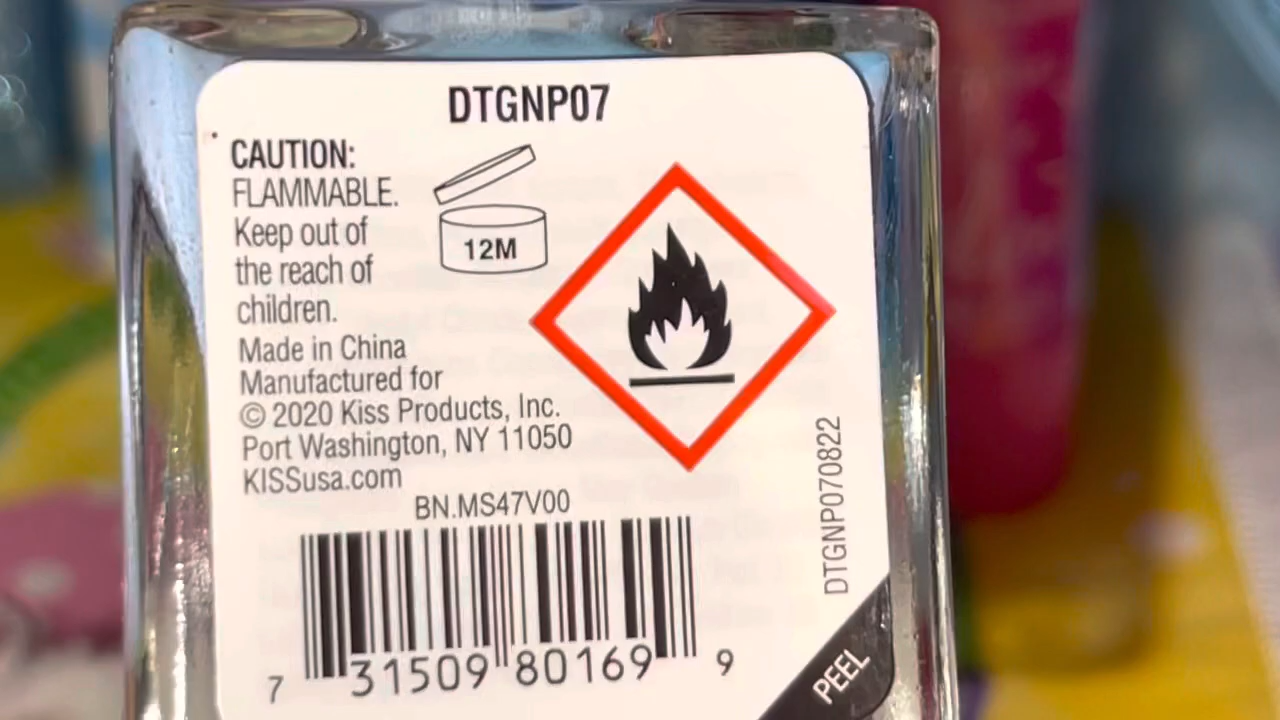 DTGNP07
CAUTION:
FLAMMABLE.
Keep out of
the reach of
children.
12M
Made in China
Manufactured for
© 2020 Kiss Products, Inc.
Port Washington, NY 11050
KISSusa.com
BN.MS47V00
7 31509 80169 9
DTGNP070822
PEEL